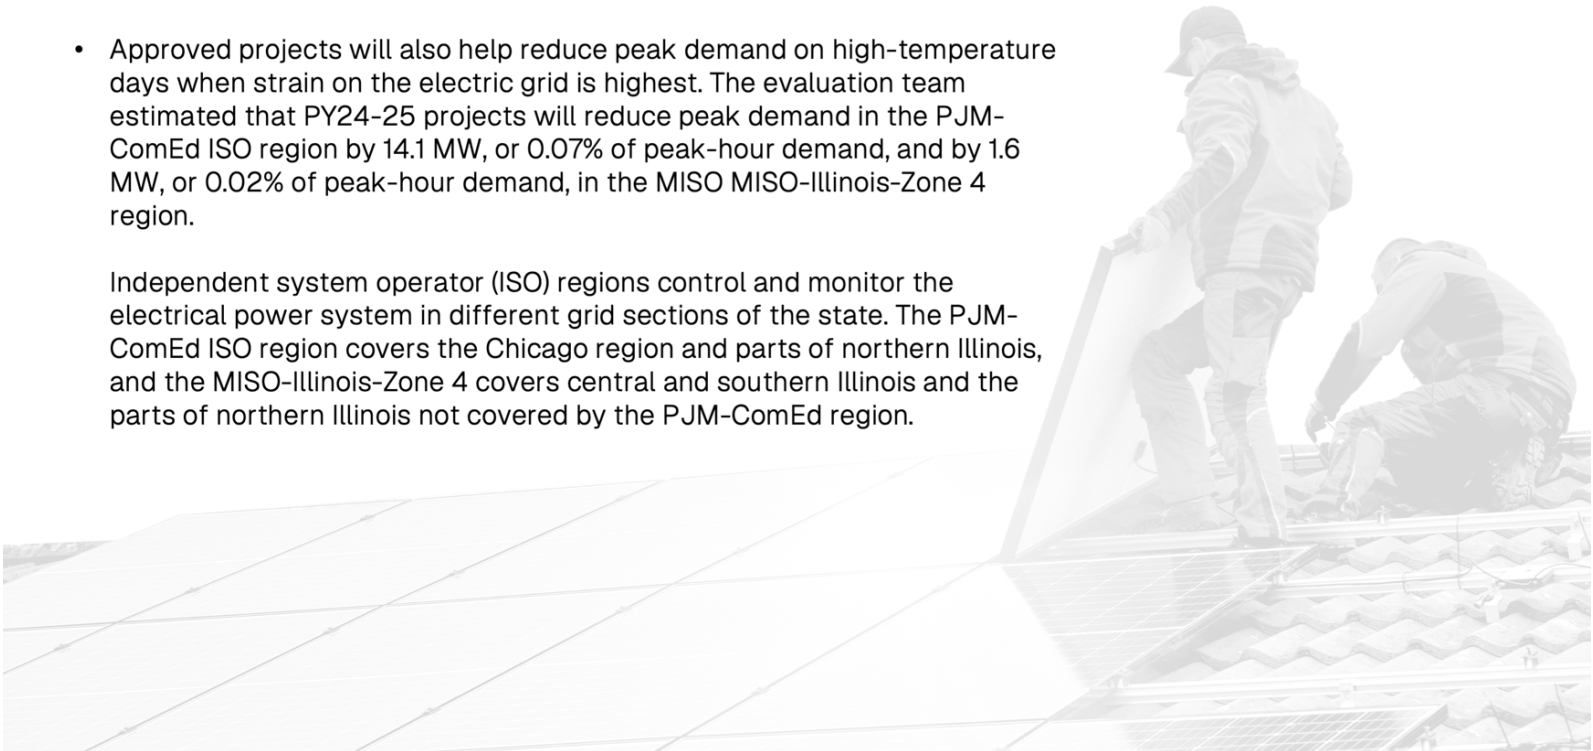 • Approved projects will also help reduce peak demand on high-temperature
days when strain on the electric grid is highest. The evaluation team
estimated that PY24-25 projects will reduce peak demand in the PJM-
ComEd ISO region by 14.1 MW, or 0.07% of peak-hour demand, and by 1.6
MW, or 0.02% of peak-hour demand, in the MISO MISO-Illinois-Zone 4
region.
Independent system operator (ISO) regions control and monitor the
electrical power system in different grid sections of the state. The PJM-
ComEd ISO region covers the Chicago region and parts of northern Illinois,
and the MISO-Illinois-Zone 4 covers central and southern Illinois and the
parts of northern Illinois not covered by the PJM-ComEd region.